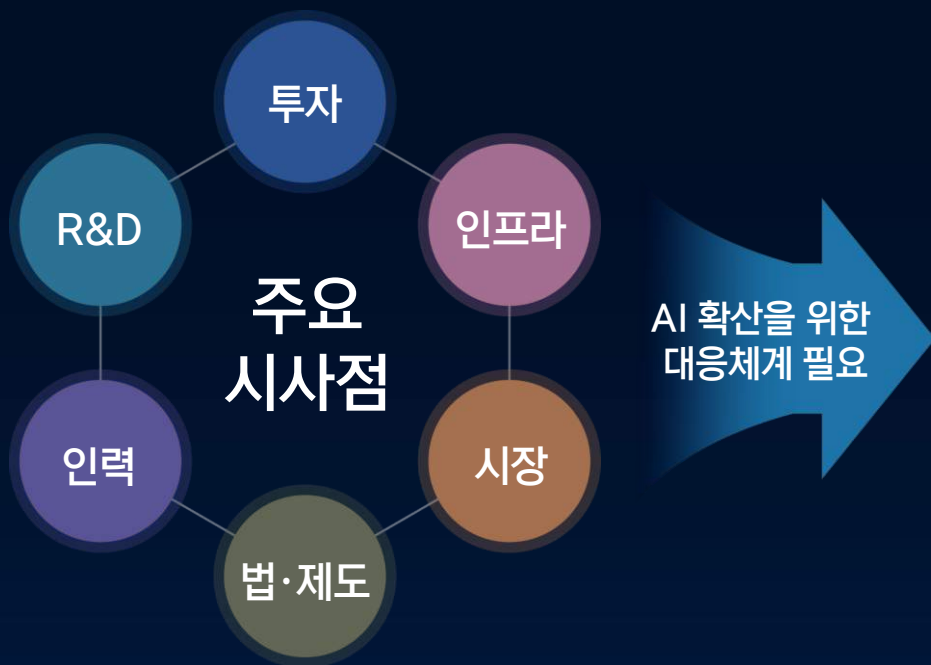 투자
R&D
인프라
주요
시사점
AI 확산을 위한
대응체계 필요
인력
시장
법·제도